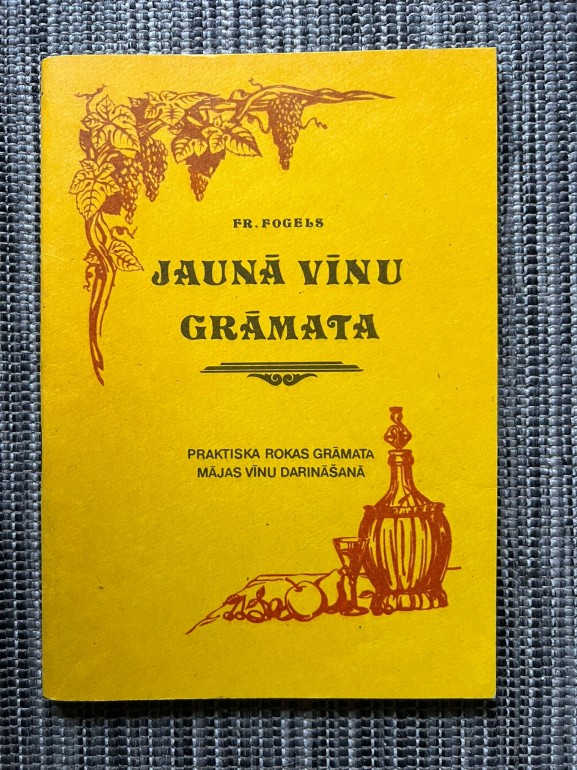 FR. FOGELS
JAUNĀ VĪNU
GRĀMATA
PRAKTISKA ROKAS GRĀMATA
MĀJAS VĪNU DARINĀŠANĀ